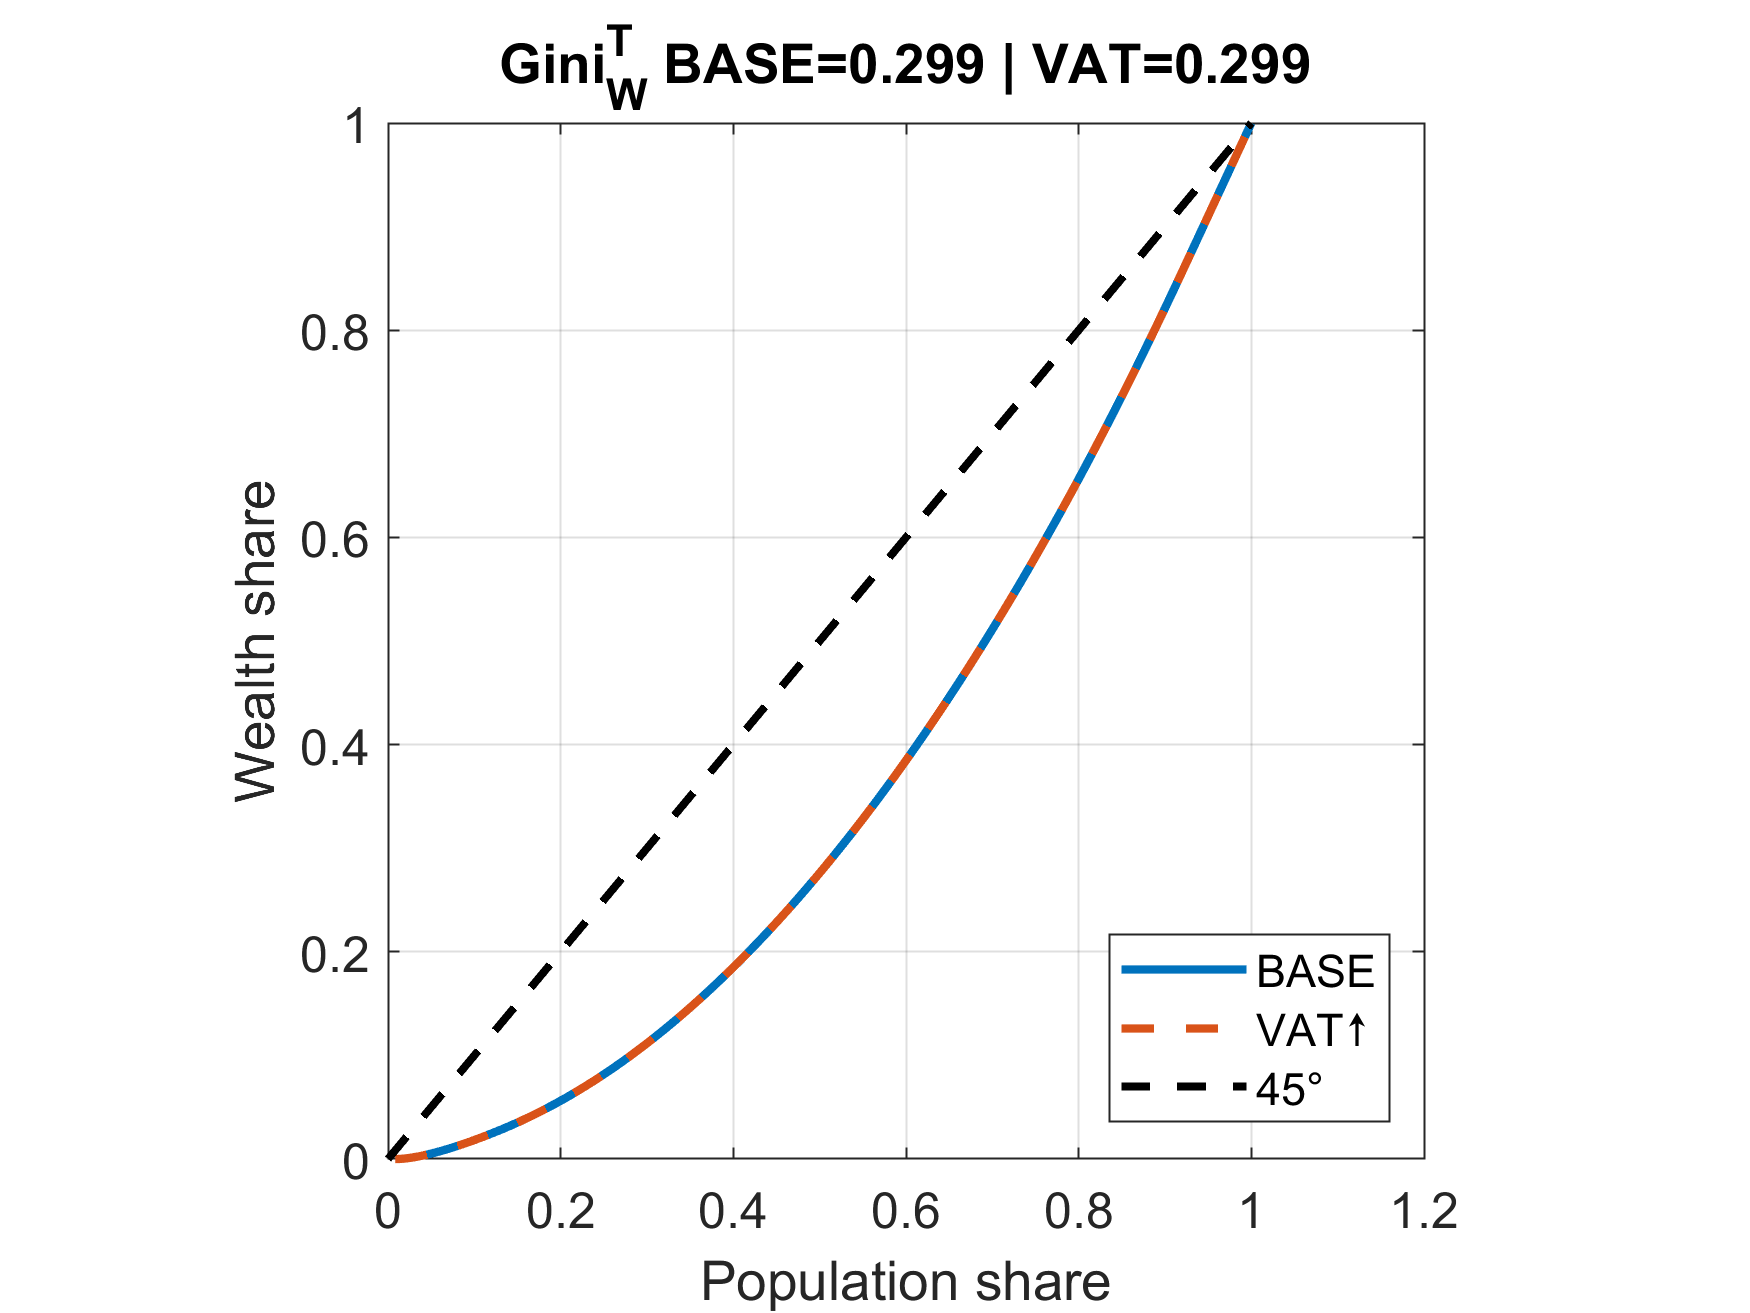 Gini^T_W BASE=0.299 | VAT=0.299
1
0.8
0.6
0.4
0.2
0
Wealth share
0 0.2 0.4 0.6 0.8 1 1.2
Population share
BASE
VAT↑
45°